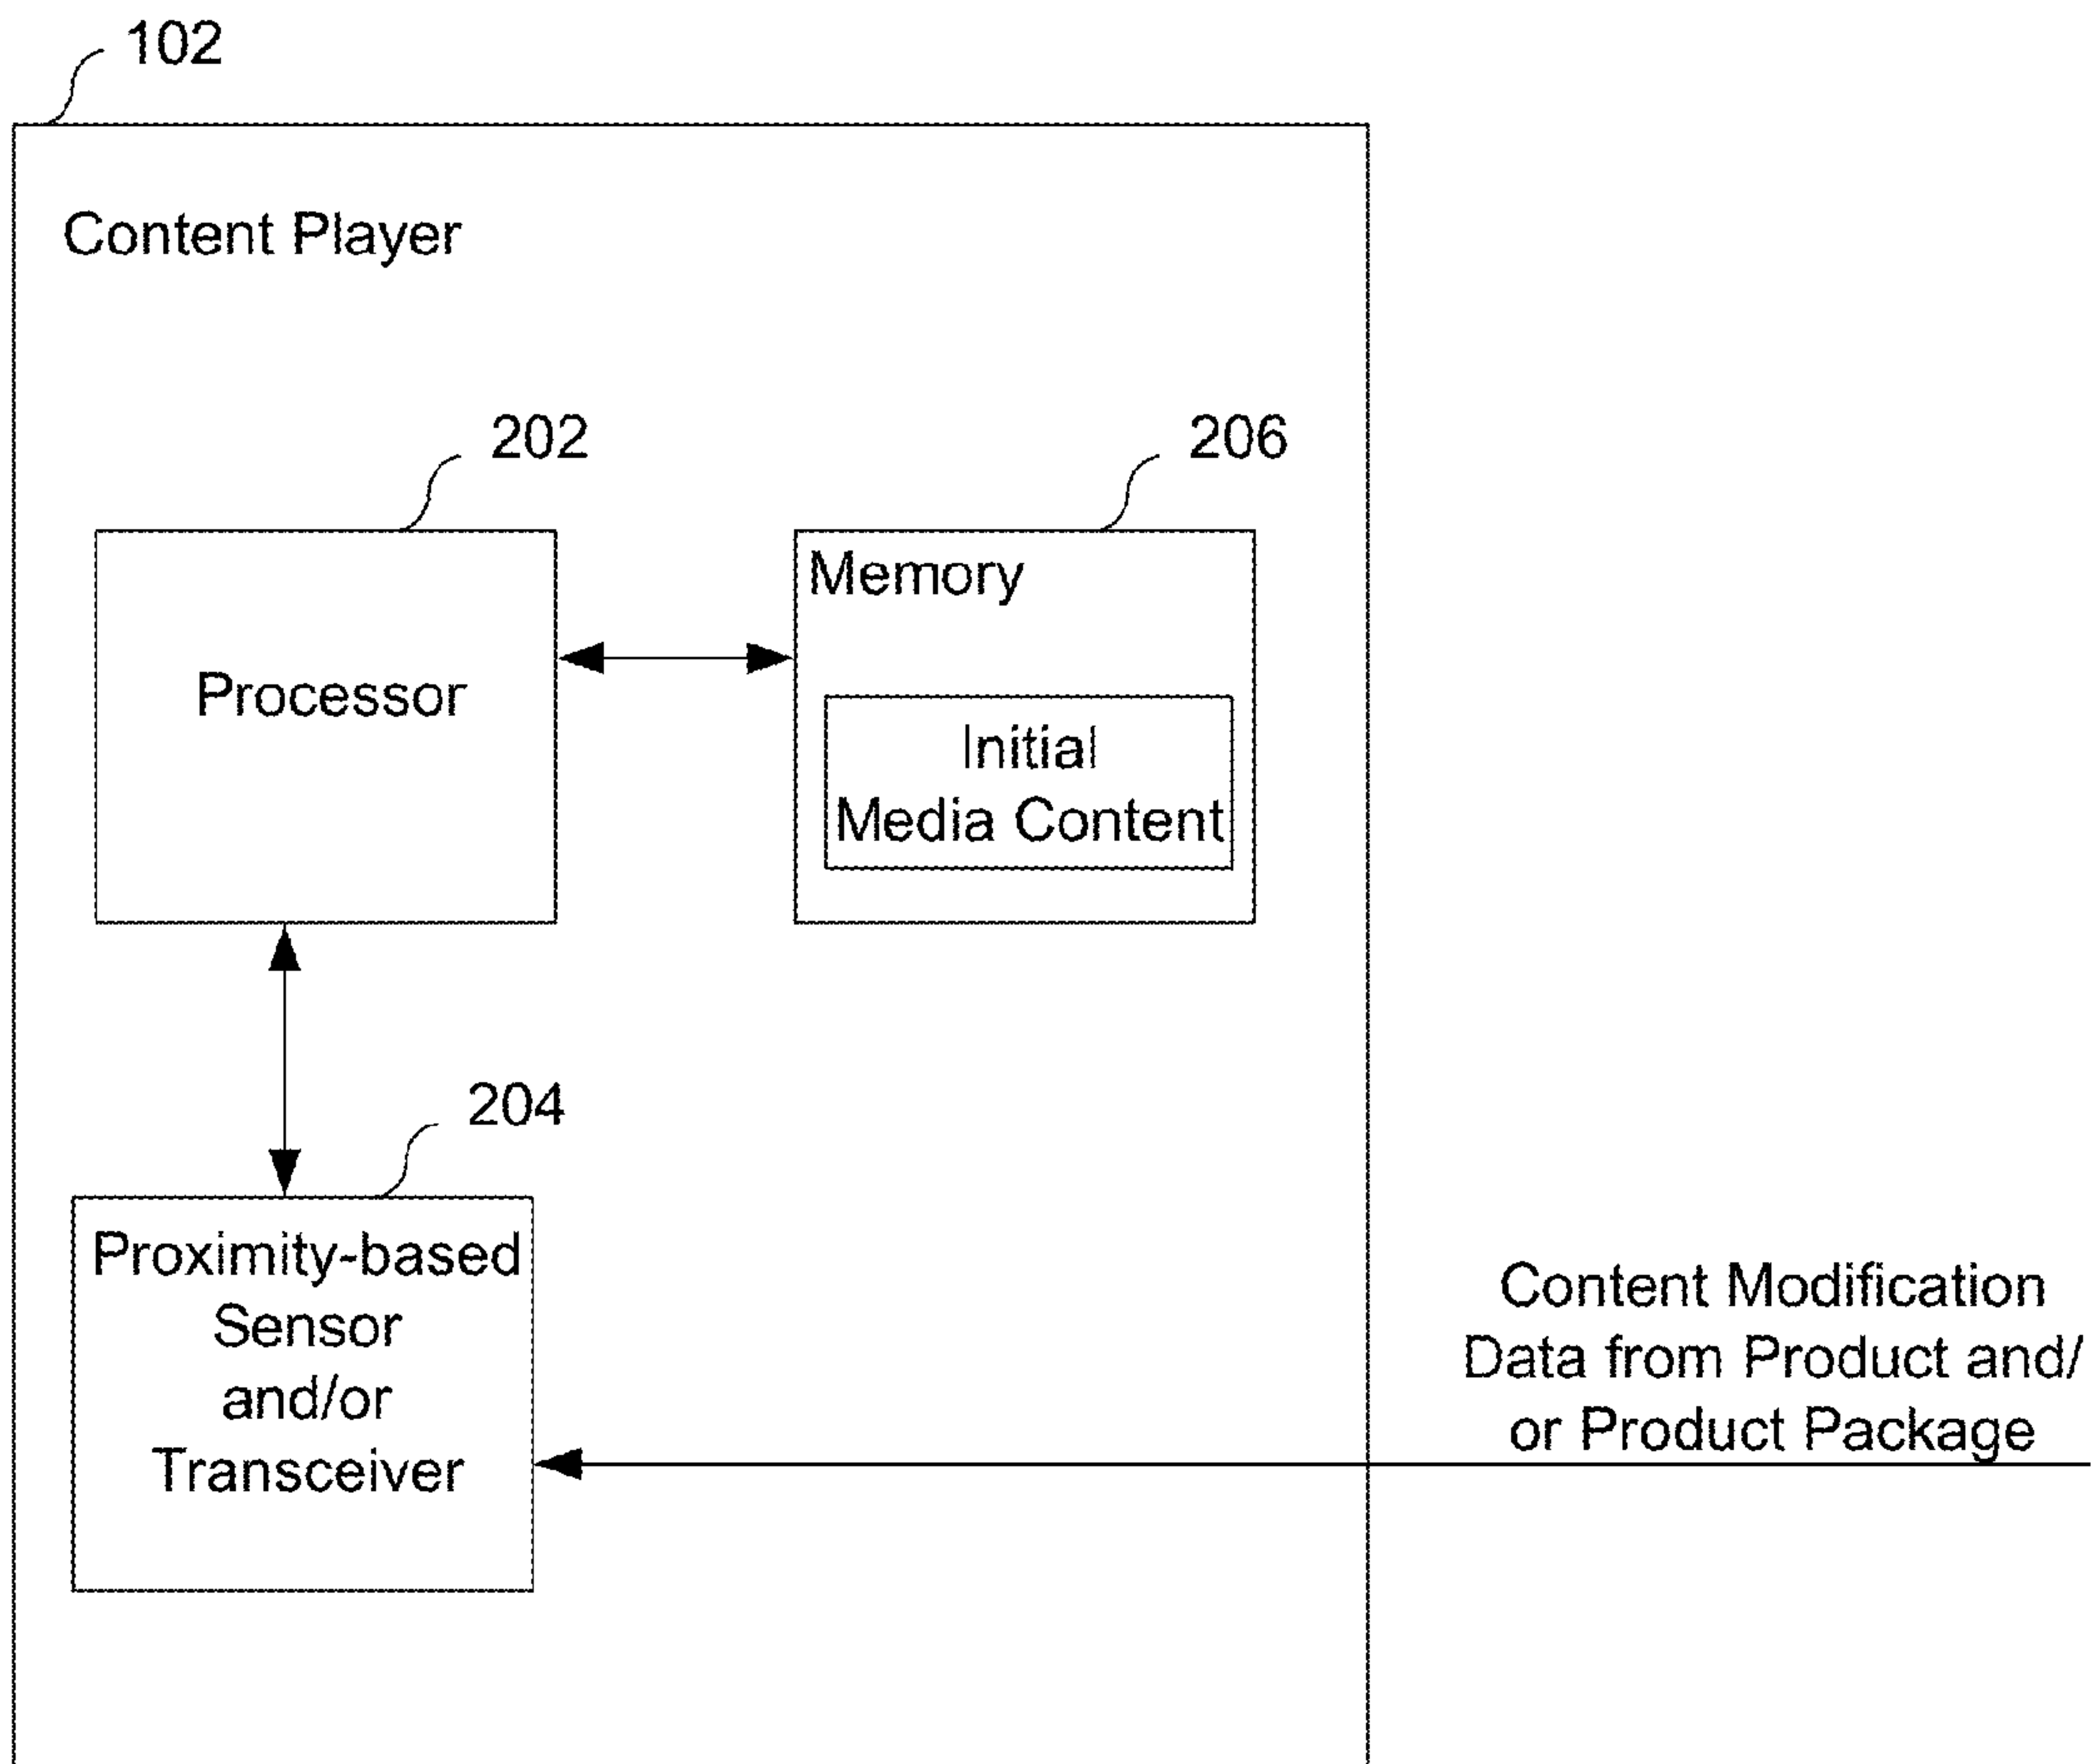 102
Content Player
202
206
Processor
Memory
Initial
Media Content
204
Proximity-based
Sensor
and/or
Transceiver
Content Modification
Data from Product and/
or Product Package